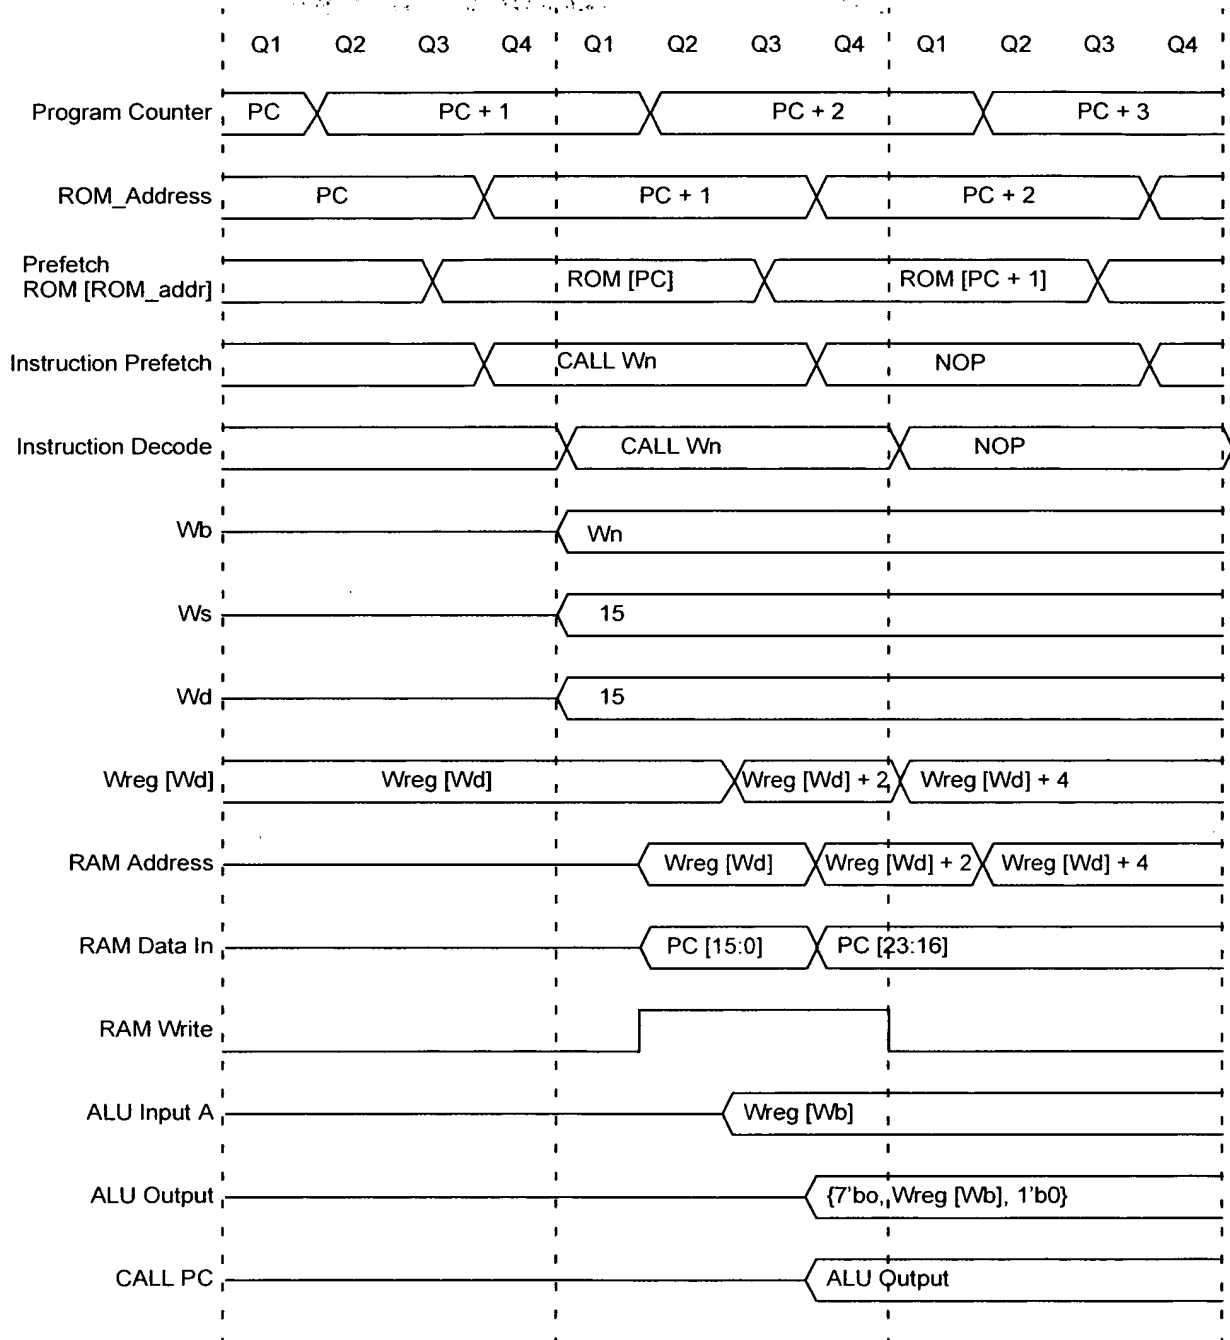 Q1 Q2 Q3 Q4 Q1 Q2 Q3 Q4 Q1 Q2 Q3 Q4
Program Counter PC PC + 1 PC + 2 PC + 3
ROM_Address PC PC + 1 PC + 2
Prefetch
ROM [ROM_addr] ROM [PC] ROM [PC + 1]
Instruction Prefetch CALL Wn NOP
Instruction Decode CALL Wn NOP
Wb Wn
Ws 15
Wd 15
Wreg [Wd] Wreg [Wd] Wreg [Wd] + 2 Wreg [Wd] + 4
RAM Address Wreg [Wd] Wreg [Wd] + 2 Wreg [Wd] + 4
RAM Data In PC [15:0] PC [23:16]
RAM Write
ALU Input A Wreg [Wb]
ALU Output {7'bo, Wreg [Wb], 1'b0}
CALL PC ALU Output